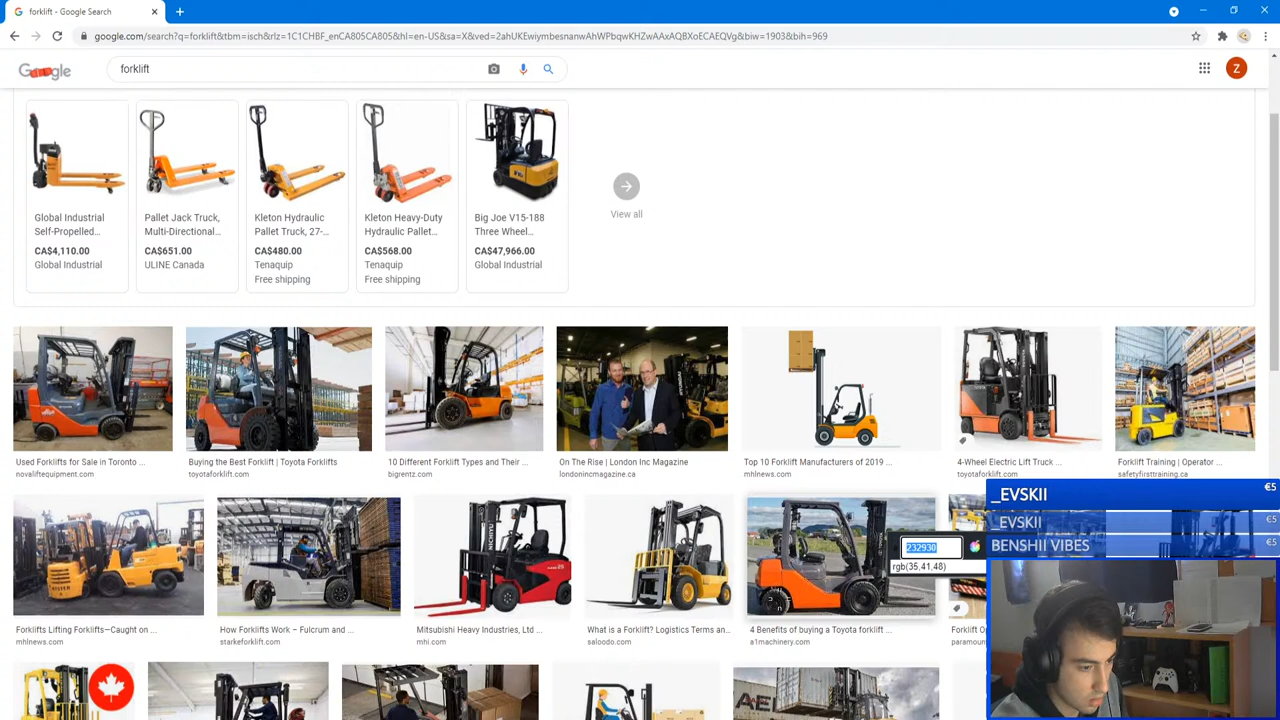 forklift - Google Search
google.com/search?q=forklift&tbm=isch&rlz=1C1CHBF_enCA805CA805&hl=en-US&sa=X&ved=2ahUKEwiymbesnanwAhWPbqwKHZwAAxAQBXoECAEQVg&biw=1903&bih=969
Google
forklift
Z
Global Industrial
Self-Propelled...
CA$4,110.00
Global Industrial
Pallet Jack Truck,
Multi-Directional...
CA$651.00
ULINE Canada
Kleton Hydraulic
Pallet Truck, 27-...
CA$480.00
Tenaquip
Free shipping
Kleton Heavy-Duty
Hydraulic Pallet...
CA$568.00
Tenaquip
Free shipping
Big Joe V15-188
Three Wheel...
CA$47,966.00
Global Industrial
View all
Used Forklifts for Sale in Toronto ...
novaliftequipment.com
Buying the Best Forklift | Toyota Forklifts
toyotaforklift.com
10 Different Forklift Types and Their ...
bigrentz.com
On The Rise | London Inc Magazine
londonincmagazine.ca
Top 10 Forklift Manufacturers of 2019 ...
mhlnews.com
4-Wheel Electric Lift Truck ...
toyotaforklift.com
Forklift Training | Operator ...
safetyfirsttraining.ca
_EVSKII €5
_EVSKII €5
BENSHII VIBES €5
232930
rgb(35,41,48)
Forklifts Lifting Forklifts—Caught on ...
mhlnews.com
How Forklifts Work – Fulcrum and ...
starkeforklift.com
Mitsubishi Heavy Industries, Ltd ...
mhi.com
What is a Forklift? Logistics Terms an...
saloodo.com
4 Benefits of buying a Toyota forklift ...
a1machinery.com
Forklift Op
paramoun